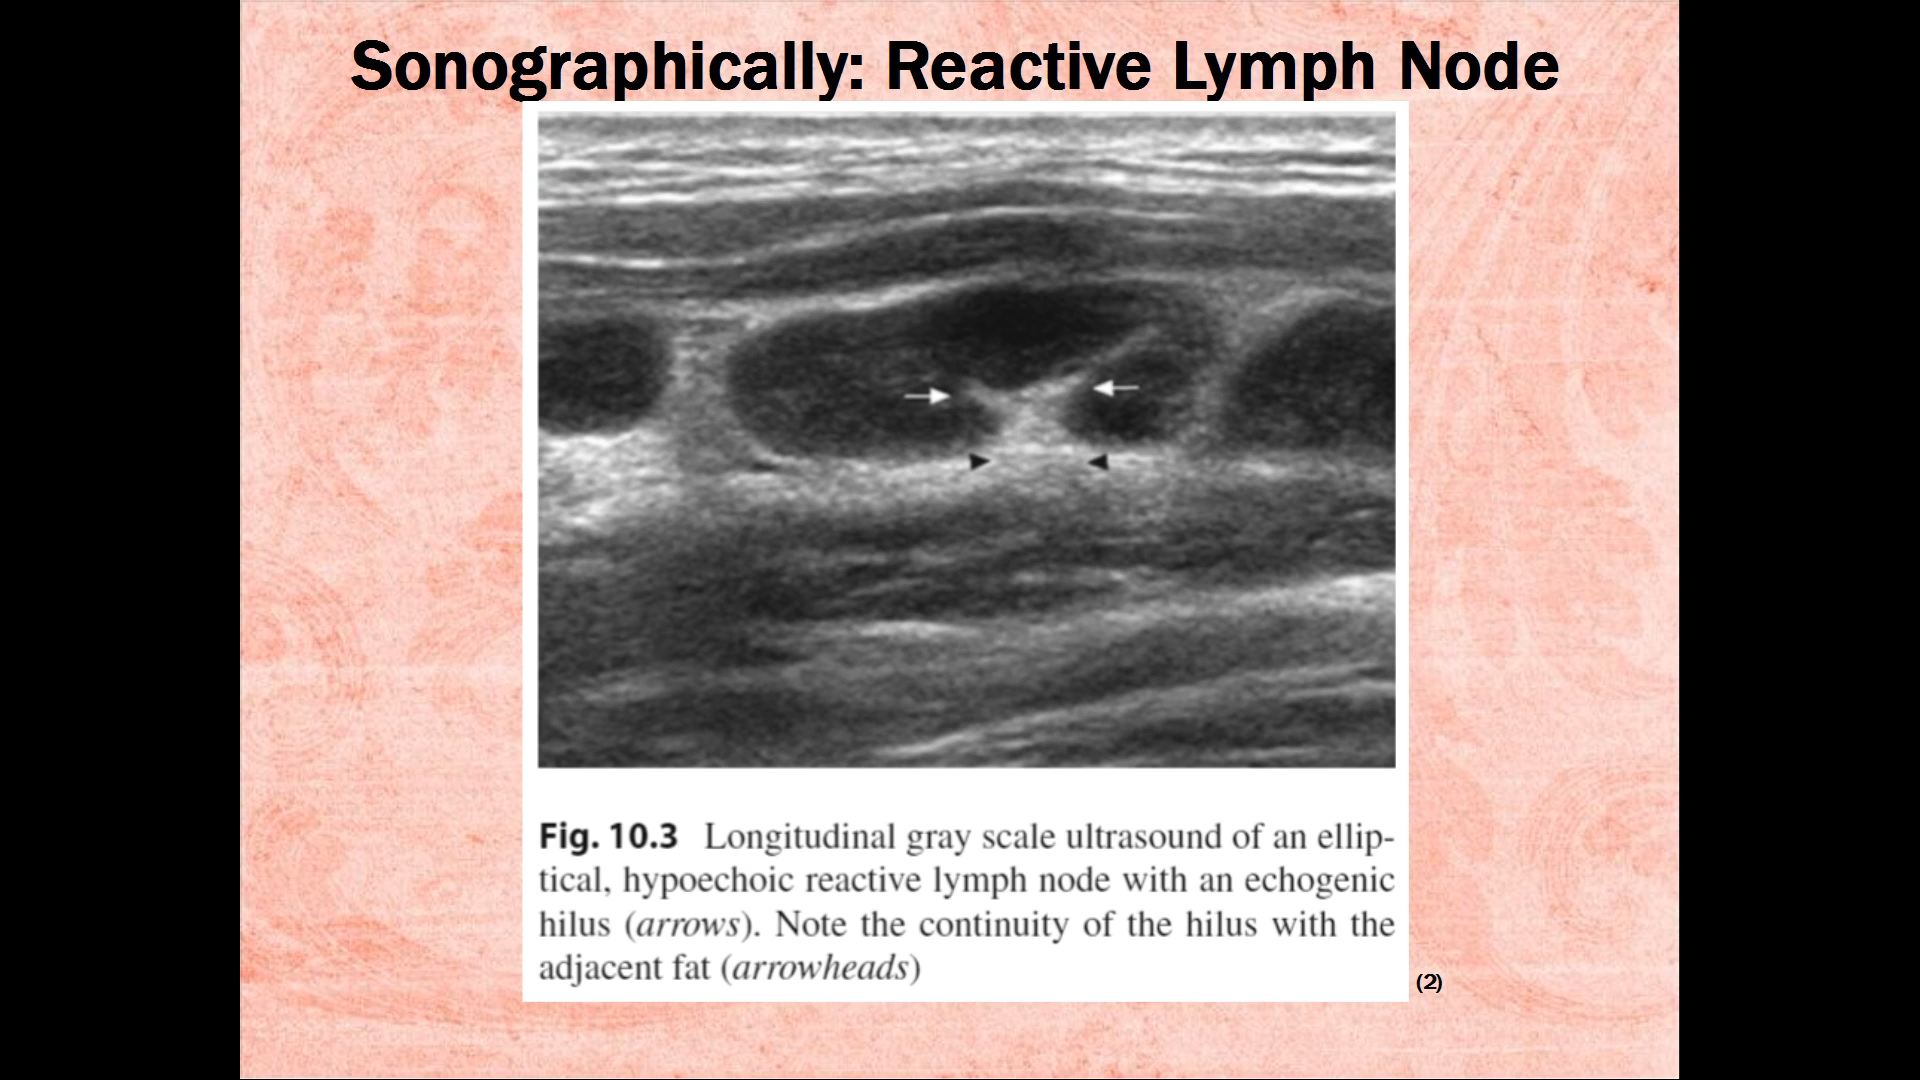 Sonographically: Reactive Lymph Node
Fig. 10.3 Longitudinal gray scale ultrasound of an ellip-
tical, hypoechoic reactive lymph node with an echogenic
hilus (arrows). Note the continuity of the hilus with the
adjacent fat (arrowheads)
(2)